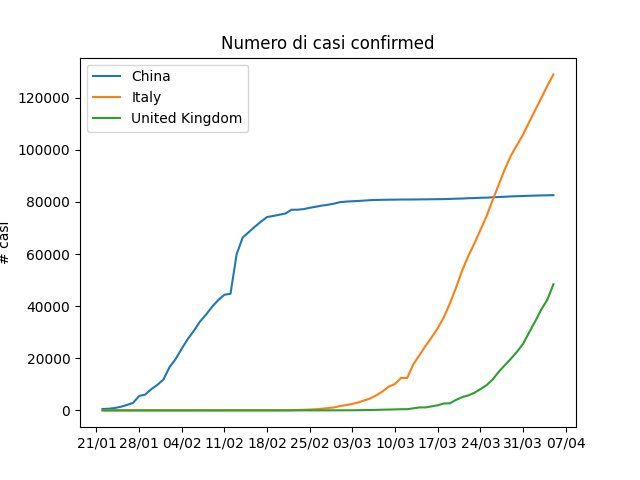 Numero di casi confirmed
China
Italy
United Kingdom
# casi
120000
100000
80000
60000
40000
20000
0
21/01 28/01 04/02 11/02 18/02 25/02 03/03 10/03 17/03 24/03 31/03 07/04